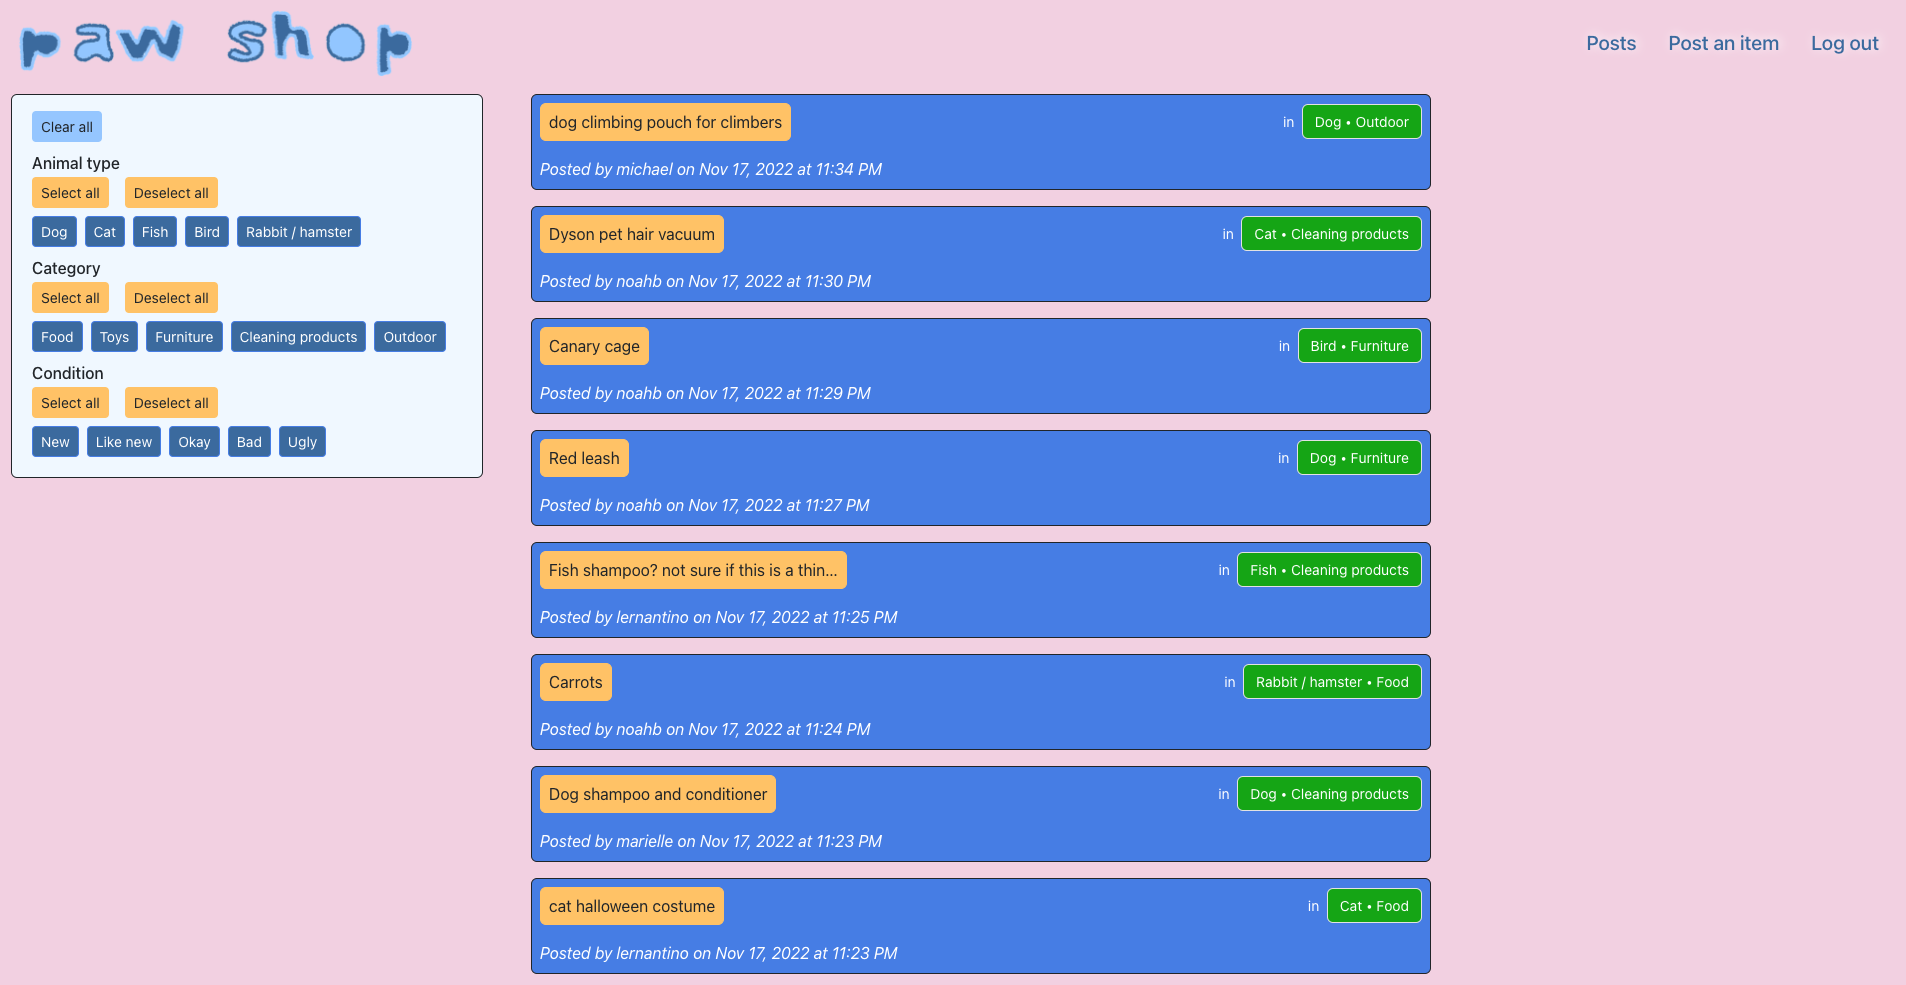 paw shop
Posts Post an item Log out
Clear all
Animal type
Select all Deselect all
Dog Cat Fish Bird Rabbit / hamster
Category
Select all Deselect all
Food Toys Furniture Cleaning products Outdoor
Condition
Select all Deselect all
New Like new Okay Bad Ugly
dog climbing pouch for climbers in Dog • Outdoor
Posted by michael on Nov 17, 2022 at 11:34 PM
Dyson pet hair vacuum in Cat • Cleaning products
Posted by noahb on Nov 17, 2022 at 11:30 PM
Canary cage in Bird • Furniture
Posted by noahb on Nov 17, 2022 at 11:29 PM
Red leash in Dog • Furniture
Posted by noahb on Nov 17, 2022 at 11:27 PM
Fish shampoo? not sure if this is a thin... in Fish • Cleaning products
Posted by lernantino on Nov 17, 2022 at 11:25 PM
Carrots in Rabbit / hamster • Food
Posted by noahb on Nov 17, 2022 at 11:24 PM
Dog shampoo and conditioner in Dog • Cleaning products
Posted by marielle on Nov 17, 2022 at 11:23 PM
cat halloween costume in Cat • Food
Posted by lernantino on Nov 17, 2022 at 11:23 PM